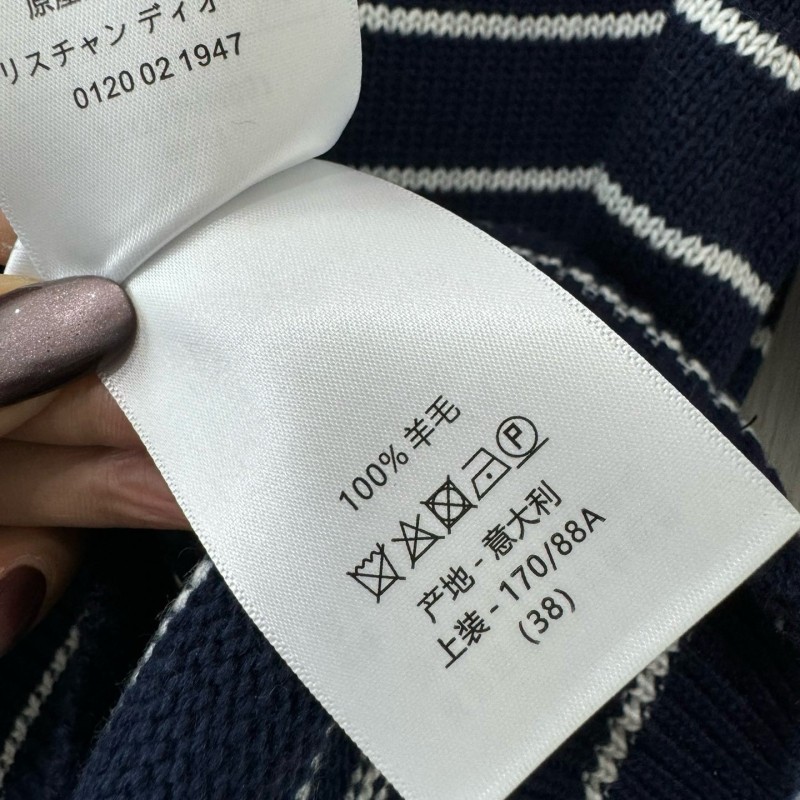 リスチャン ディオ
0120 02 1947
100% 羊毛
P
产地 - 意大利
上装 - 170/88A
(38)